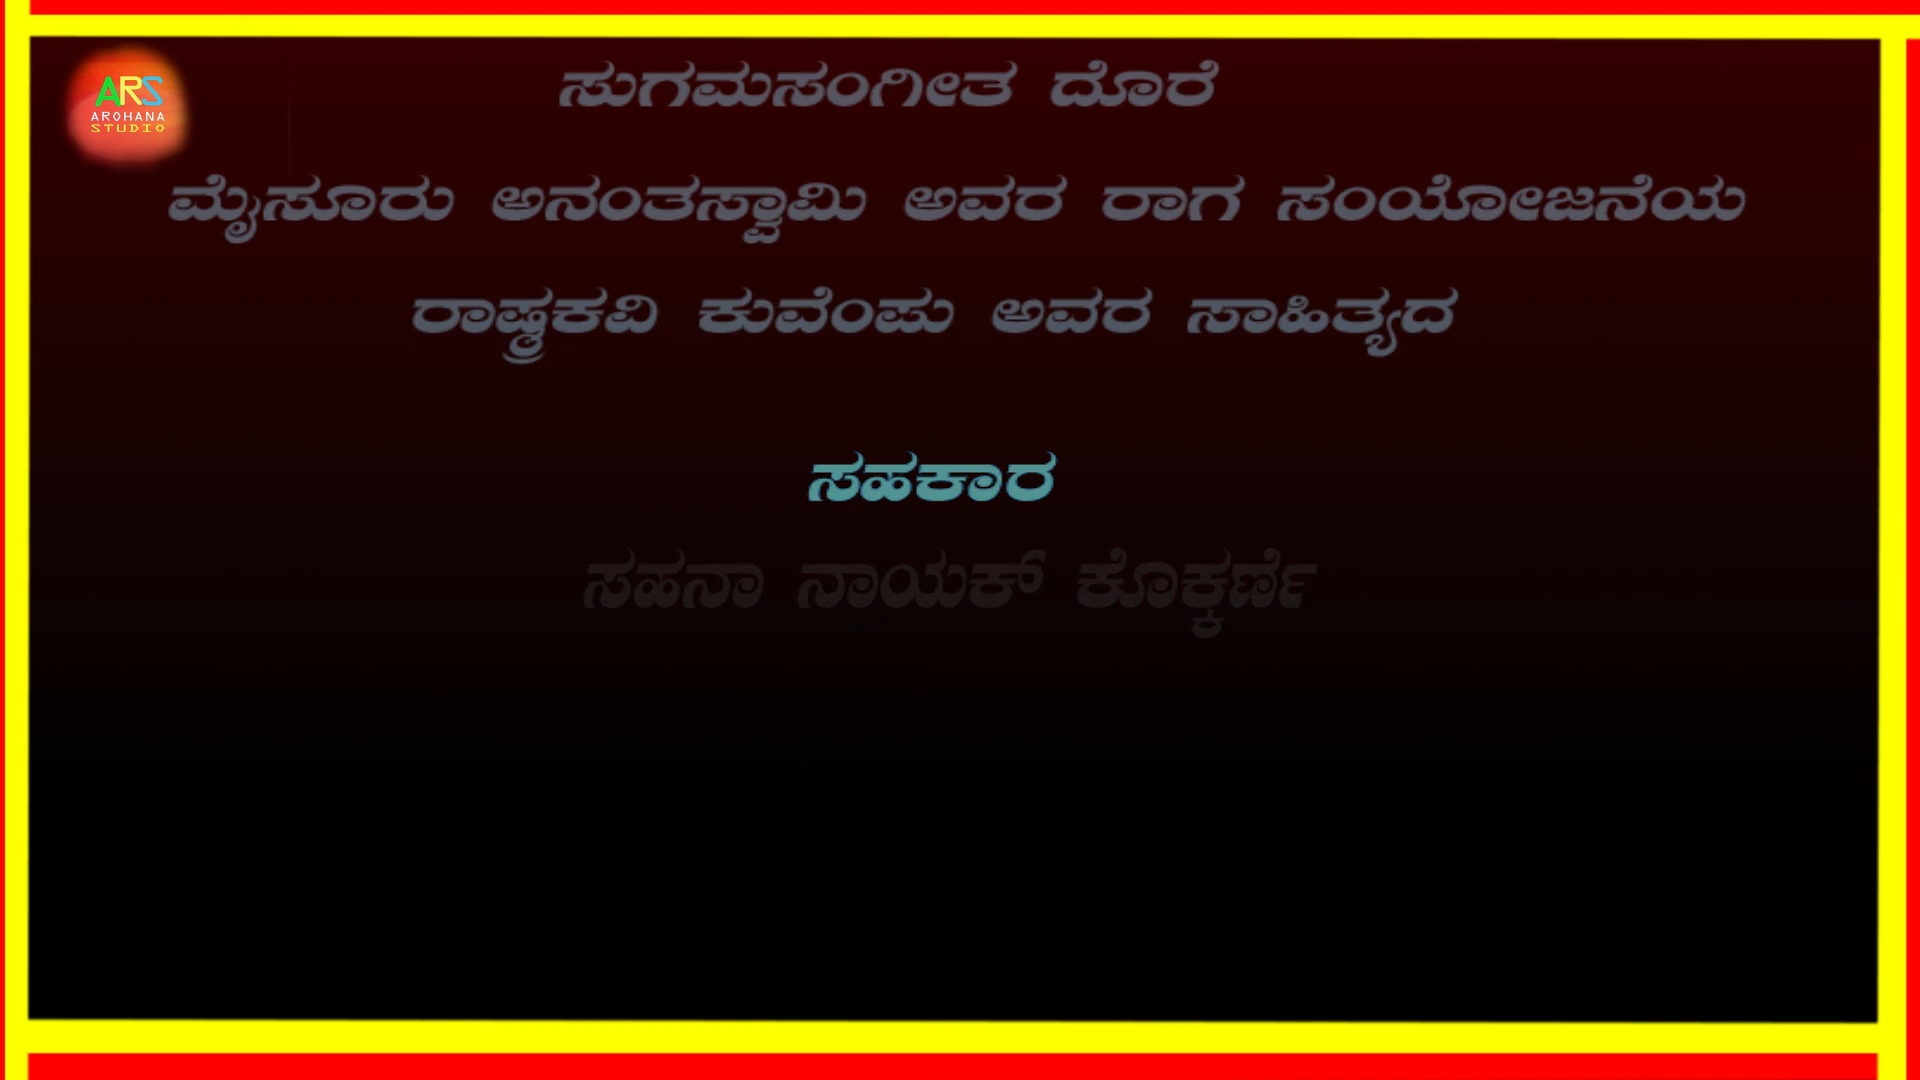 ARS
AROHANA
STUDIO
ಸುಗಮಸಂಗೀತ ದೊರೆ
ಮೈಸೂರು ಅನಂತಸ್ವಾಮಿ ಅವರ ರಾಗ ಸಂಯೋಜನೆಯ
ರಾಷ್ಟ್ರಕವಿ ಕುವೆಂಪು ಅವರ ಸಾಹಿತ್ಯದ
ಸಹಕಾರ
ಸಹನಾ ನಾಯಕ್ ಕೊಕ್ಕರ್ಣೆ